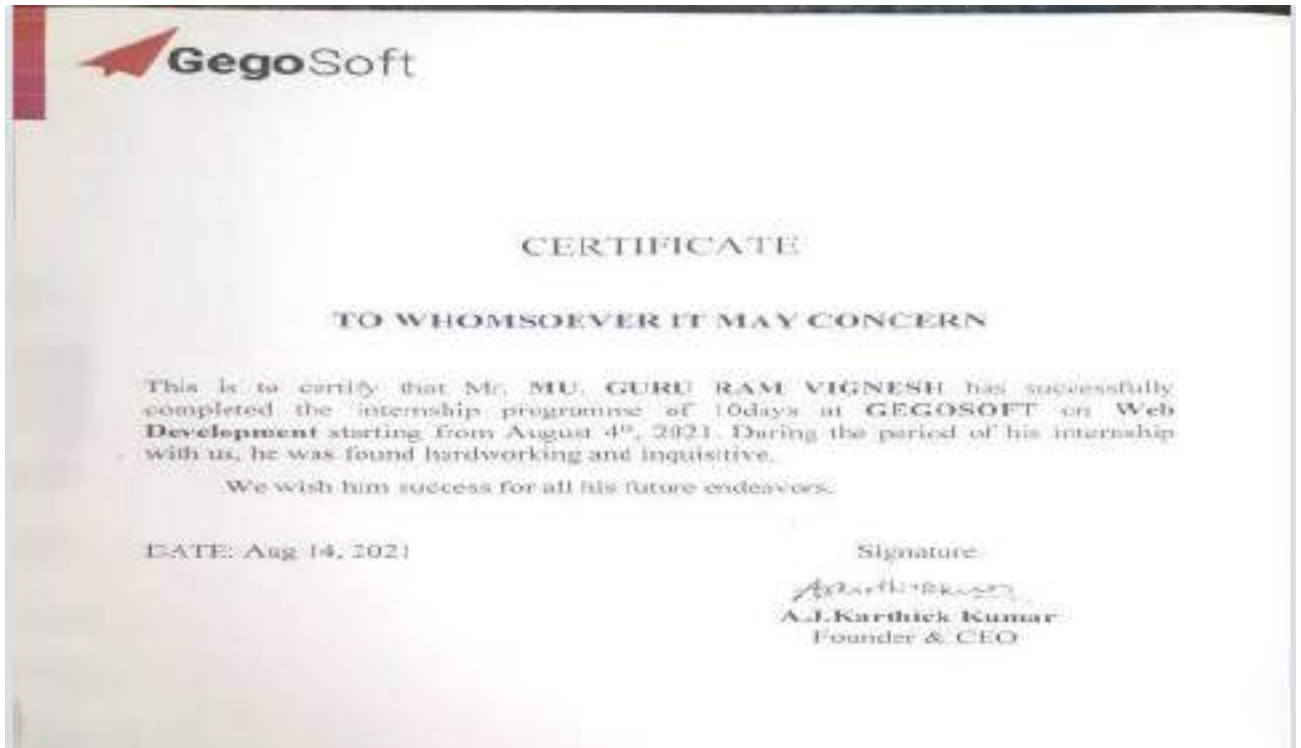 GegoSoft
CERTIFICATE
TO WHOMSOEVER IT MAY CONCERN
This is to certify that Mr. MU. GURU RAM VIGNESH has successfully
completed the internship programme of 10days at GEGOSOFT on Web
Development starting from August 4th, 2021. During the period of his internship
with us, he was found hardworking and inquisitive.
We wish him success for all his future endeavors.
DATE: Aug 14, 2021
Signature
A.J.Karthick Kumar
Founder & CEO